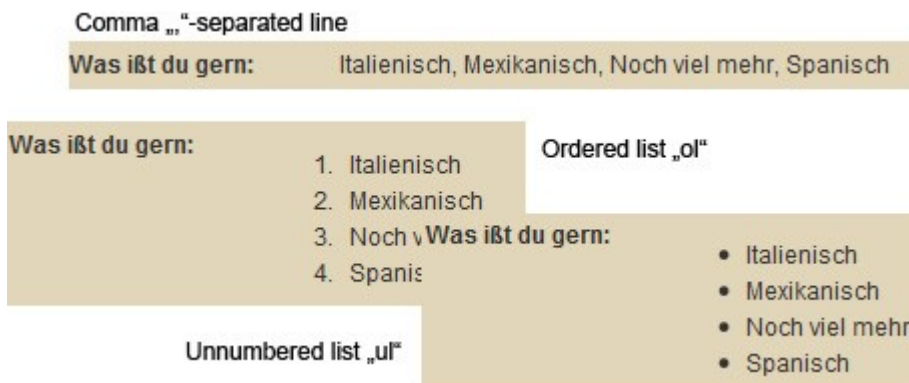 Comma „,“-separated line
Was ißt du gern: Italienisch, Mexikanisch, Noch viel mehr, Spanisch
Was ißt du gern:
1. Italienisch
2. Mexikanisch
3. Noch v
4. Spanis
Ordered list „ol“
Was ißt du gern:
• Italienisch
• Mexikanisch
• Noch viel mehr
• Spanisch
Unnumbered list „ul“